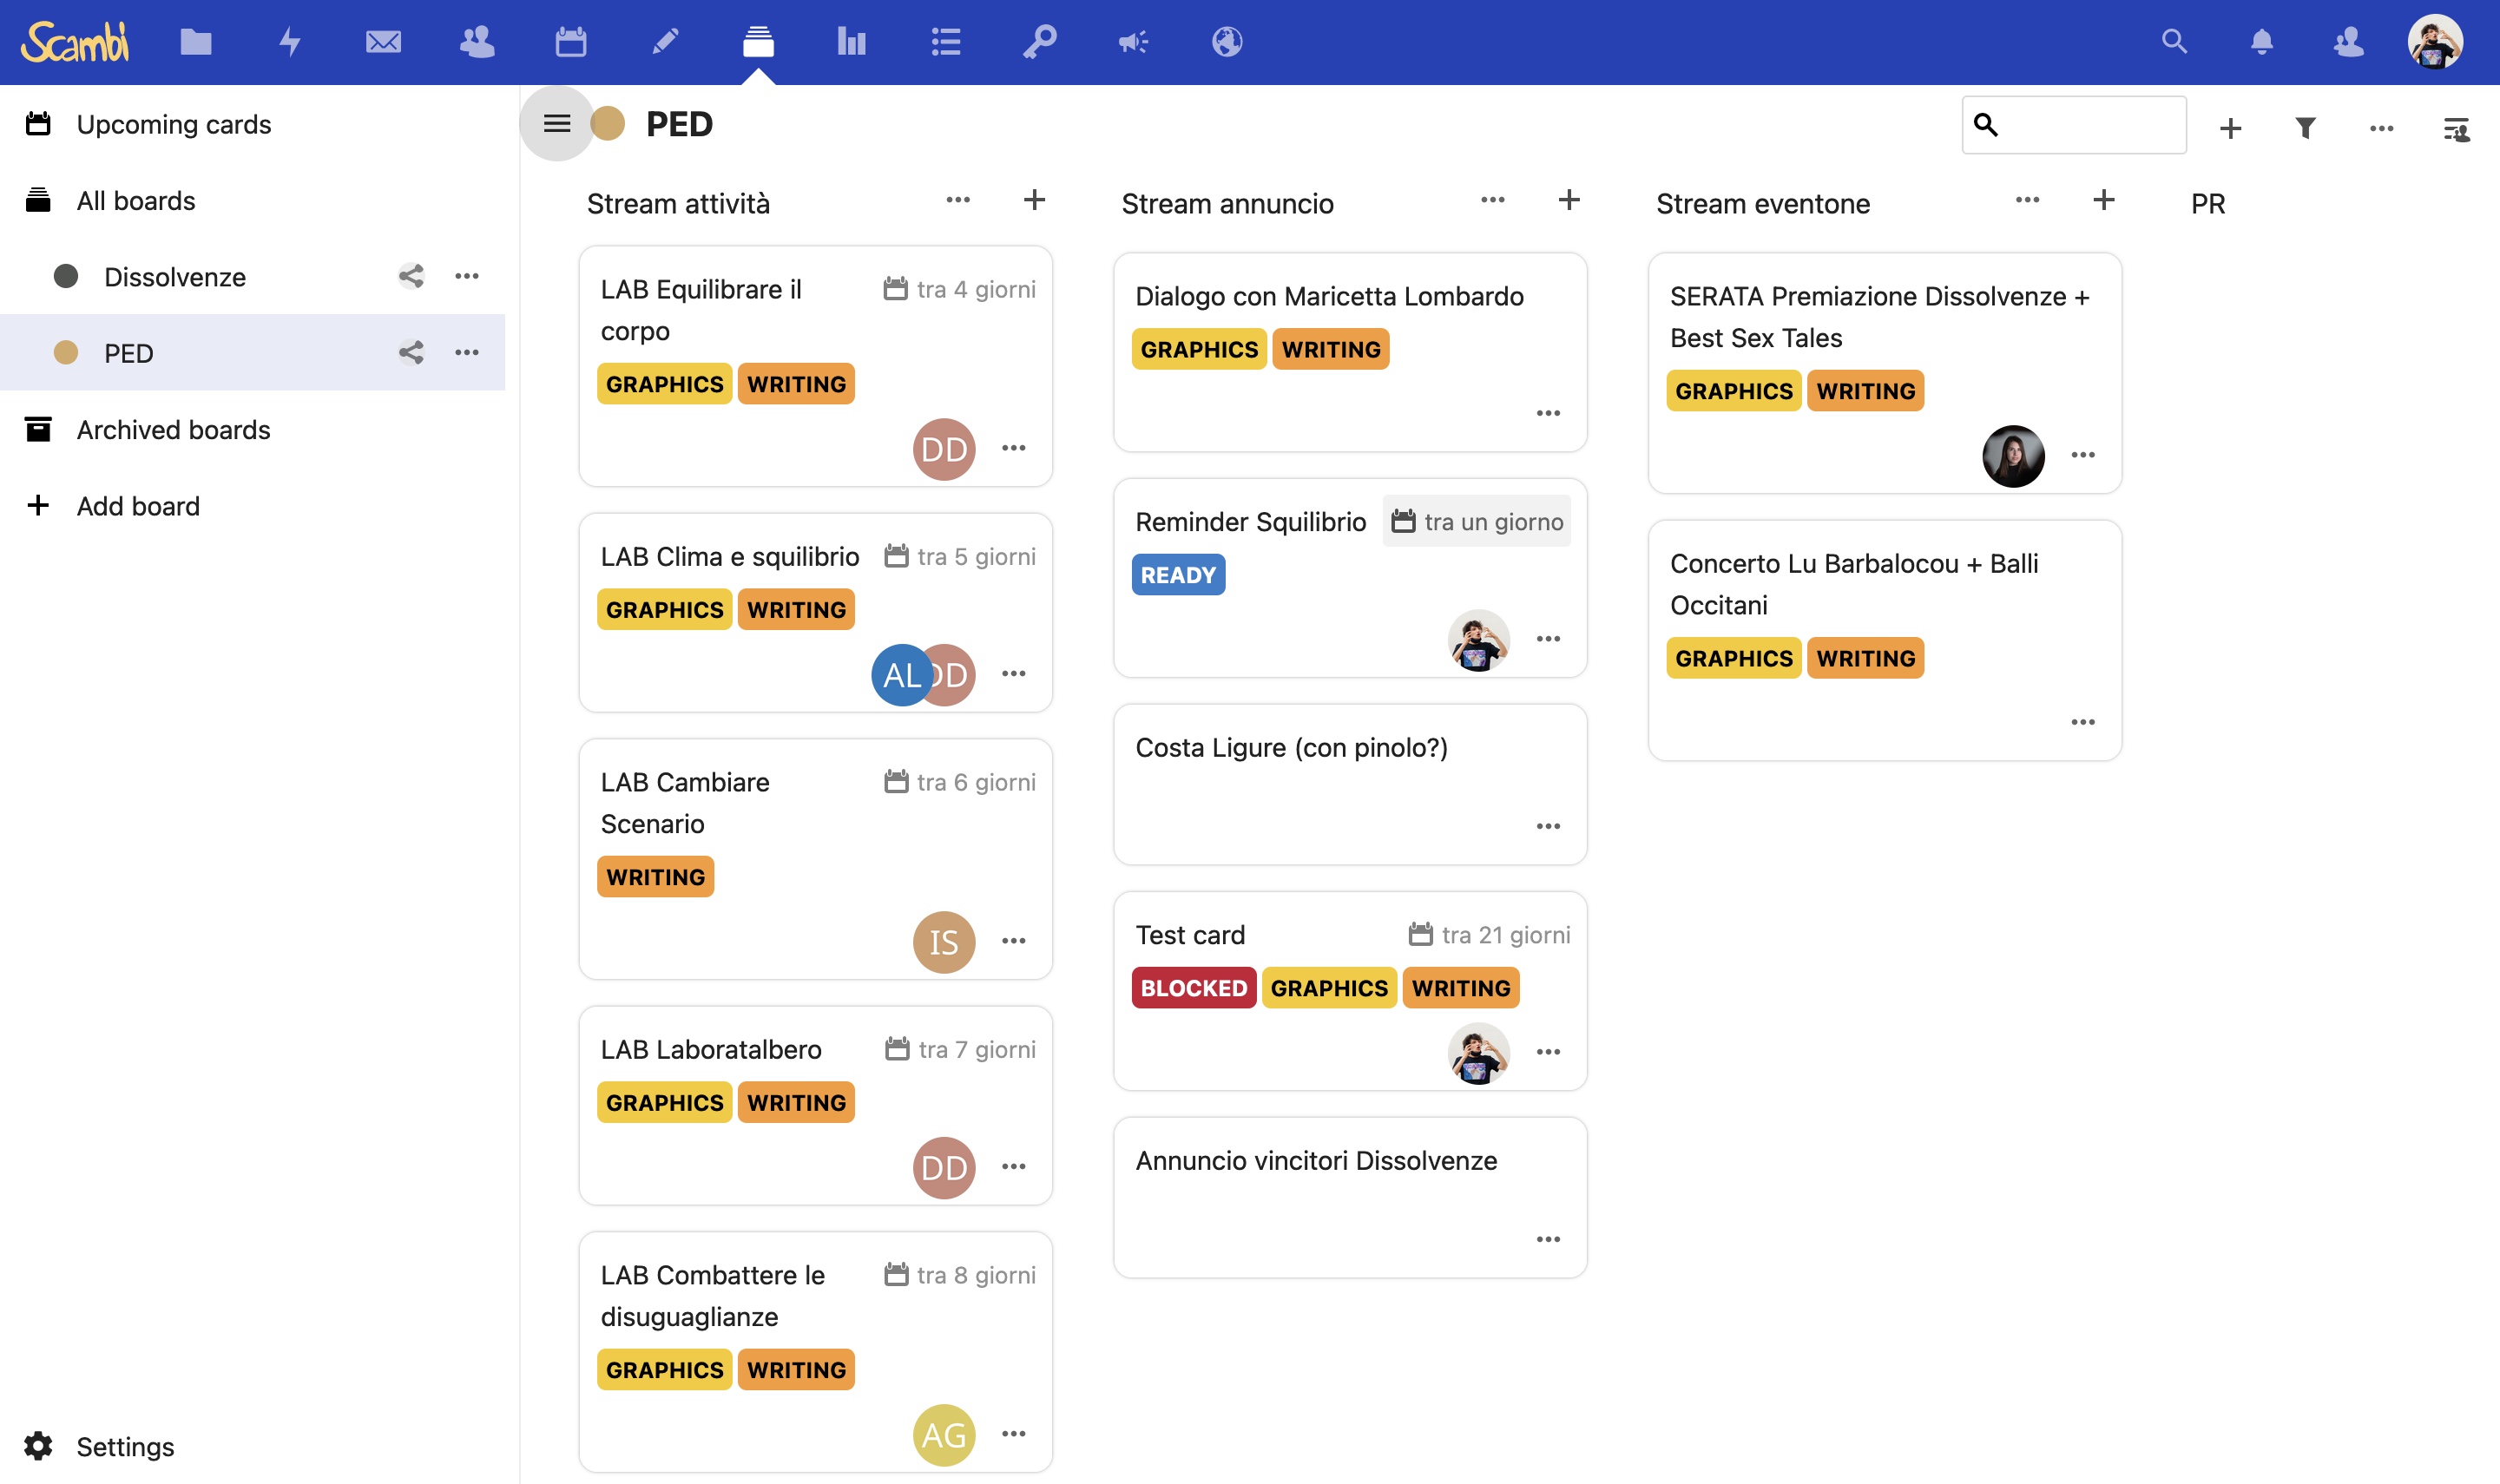 Scambi
Upcoming cards
All boards
Dissolvenze
PED
Archived boards
Add board
Settings
PED
Stream attività
LAB Equilibrare il
corpo
tra 4 giorni
GRAPHICS WRITING
DD
LAB Clima e squilibrio
tra 5 giorni
GRAPHICS WRITING
AL DD
LAB Cambiare
Scenario
tra 6 giorni
WRITING
IS
LAB Laboratalbero
tra 7 giorni
GRAPHICS WRITING
DD
LAB Combattere le
disuguaglianze
tra 8 giorni
GRAPHICS WRITING
AG
Stream annuncio
Dialogo con Maricetta Lombardo
GRAPHICS WRITING
Reminder Squilibrio
tra un giorno
READY
Costa Ligure (con pinolo?)
Test card
tra 21 giorni
BLOCKED GRAPHICS WRITING
Annuncio vincitori Dissolvenze
Stream eventone
SERATA Premiazione Dissolvenze +
Best Sex Tales
GRAPHICS WRITING
Concerto Lu Barbalocou + Balli
Occitani
GRAPHICS WRITING
PR